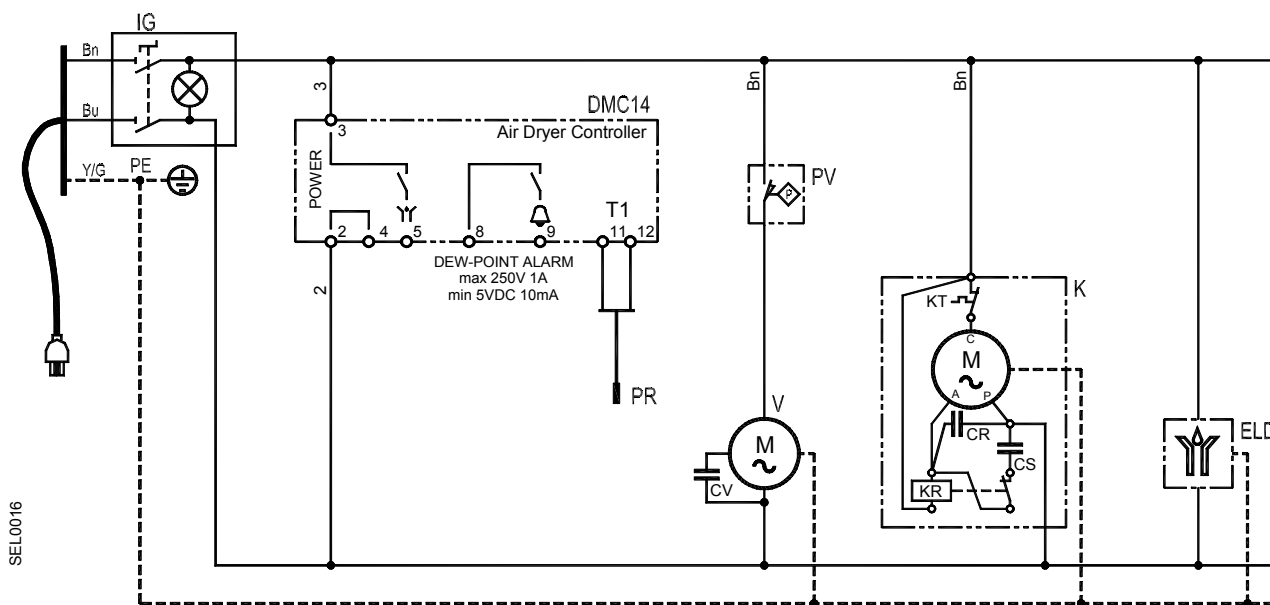 IG
Bn
Bu
Y/G
PE
3
DMC14
Air Dryer Controller
3
POWER
T1
2
4
5
8
9
11
12
DEW-POINT ALARM
max 250V 1A
min 5VDC 10mA
2
PR
Bn
PV
P
V
M
CV
Bn
K
KT
C
M
A
P
CR
CS
KR
ELD
SEL0016